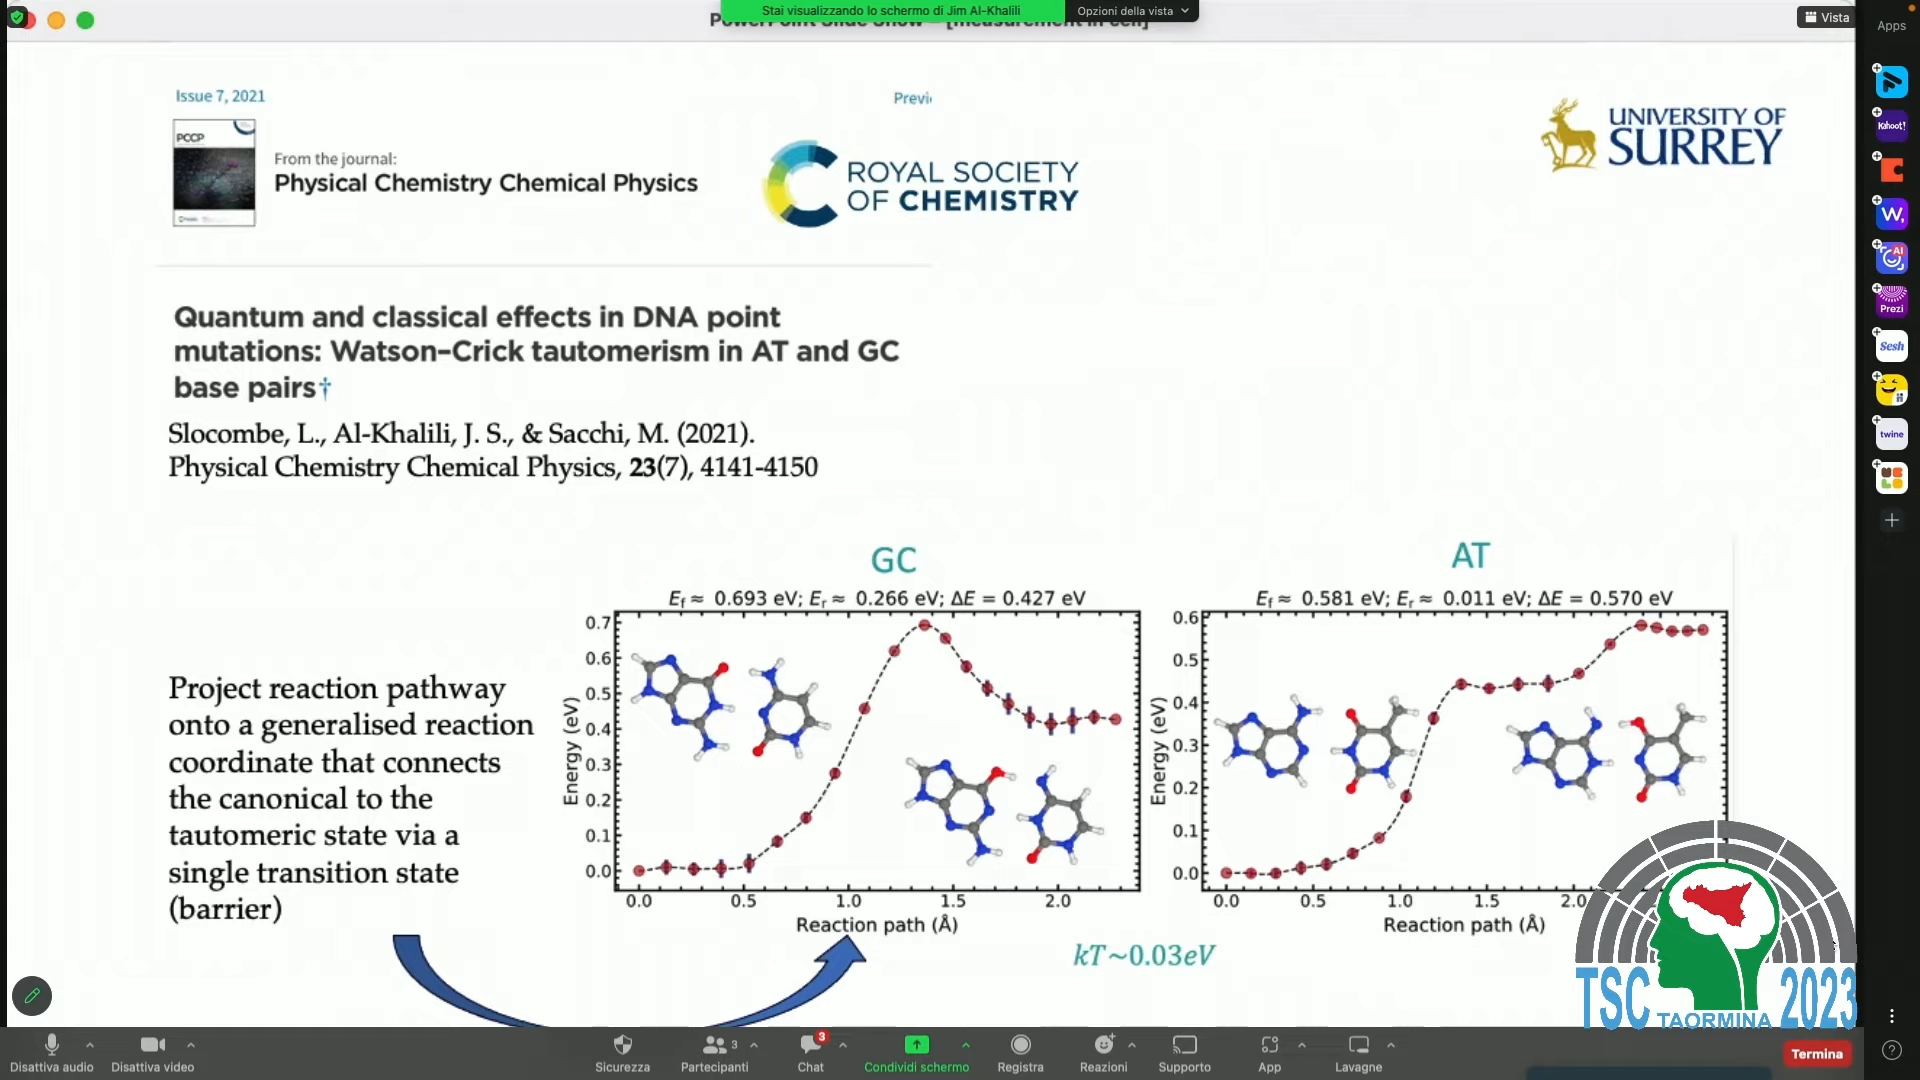 Stai visualizzando lo schermo di Jim Al-Khalili
Opzioni della vista
Vista
Apps
Issue 7, 2021
Previ
PCCP
From the journal:
Physical Chemistry Chemical Physics
ROYAL SOCIETY
OF CHEMISTRY
UNIVERSITY OF
SURREY
Quantum and classical effects in DNA point
mutations: Watson–Crick tautomerism in AT and GC
base pairs†
Slocombe, L., Al-Khalili, J. S., & Sacchi, M. (2021).
Physical Chemistry Chemical Physics, 23(7), 4141-4150
Project reaction pathway
onto a generalised reaction
coordinate that connects
the canonical to the
tautomeric state via a
single transition state
(barrier)
GC
Ef ≈ 0.693 eV; Er ≈ 0.266 eV; ΔE = 0.427 eV
Energy (eV)
0.7
0.6
0.5
0.4
0.3
0.2
0.1
0.0
0.0 0.5 1.0 1.5 2.0
Reaction path (Å)
AT
Ef ≈ 0.581 eV; Er ≈ 0.011 eV; ΔE = 0.570 eV
Energy (eV)
0.6
0.5
0.4
0.3
0.2
0.1
0.0
0.0 0.5 1.0 1.5 2.0
Reaction path (Å)
kT~0.03eV
TSC 2023
TAORMINA
Kahoot!
W,
AI
Prezi
Sesh
twine
Disattiva audio
Disattiva video
Sicurezza
Partecipanti
3
Chat
3
Condividi schermo
Registra
Reazioni
Supporto
App
Lavagne
Termina